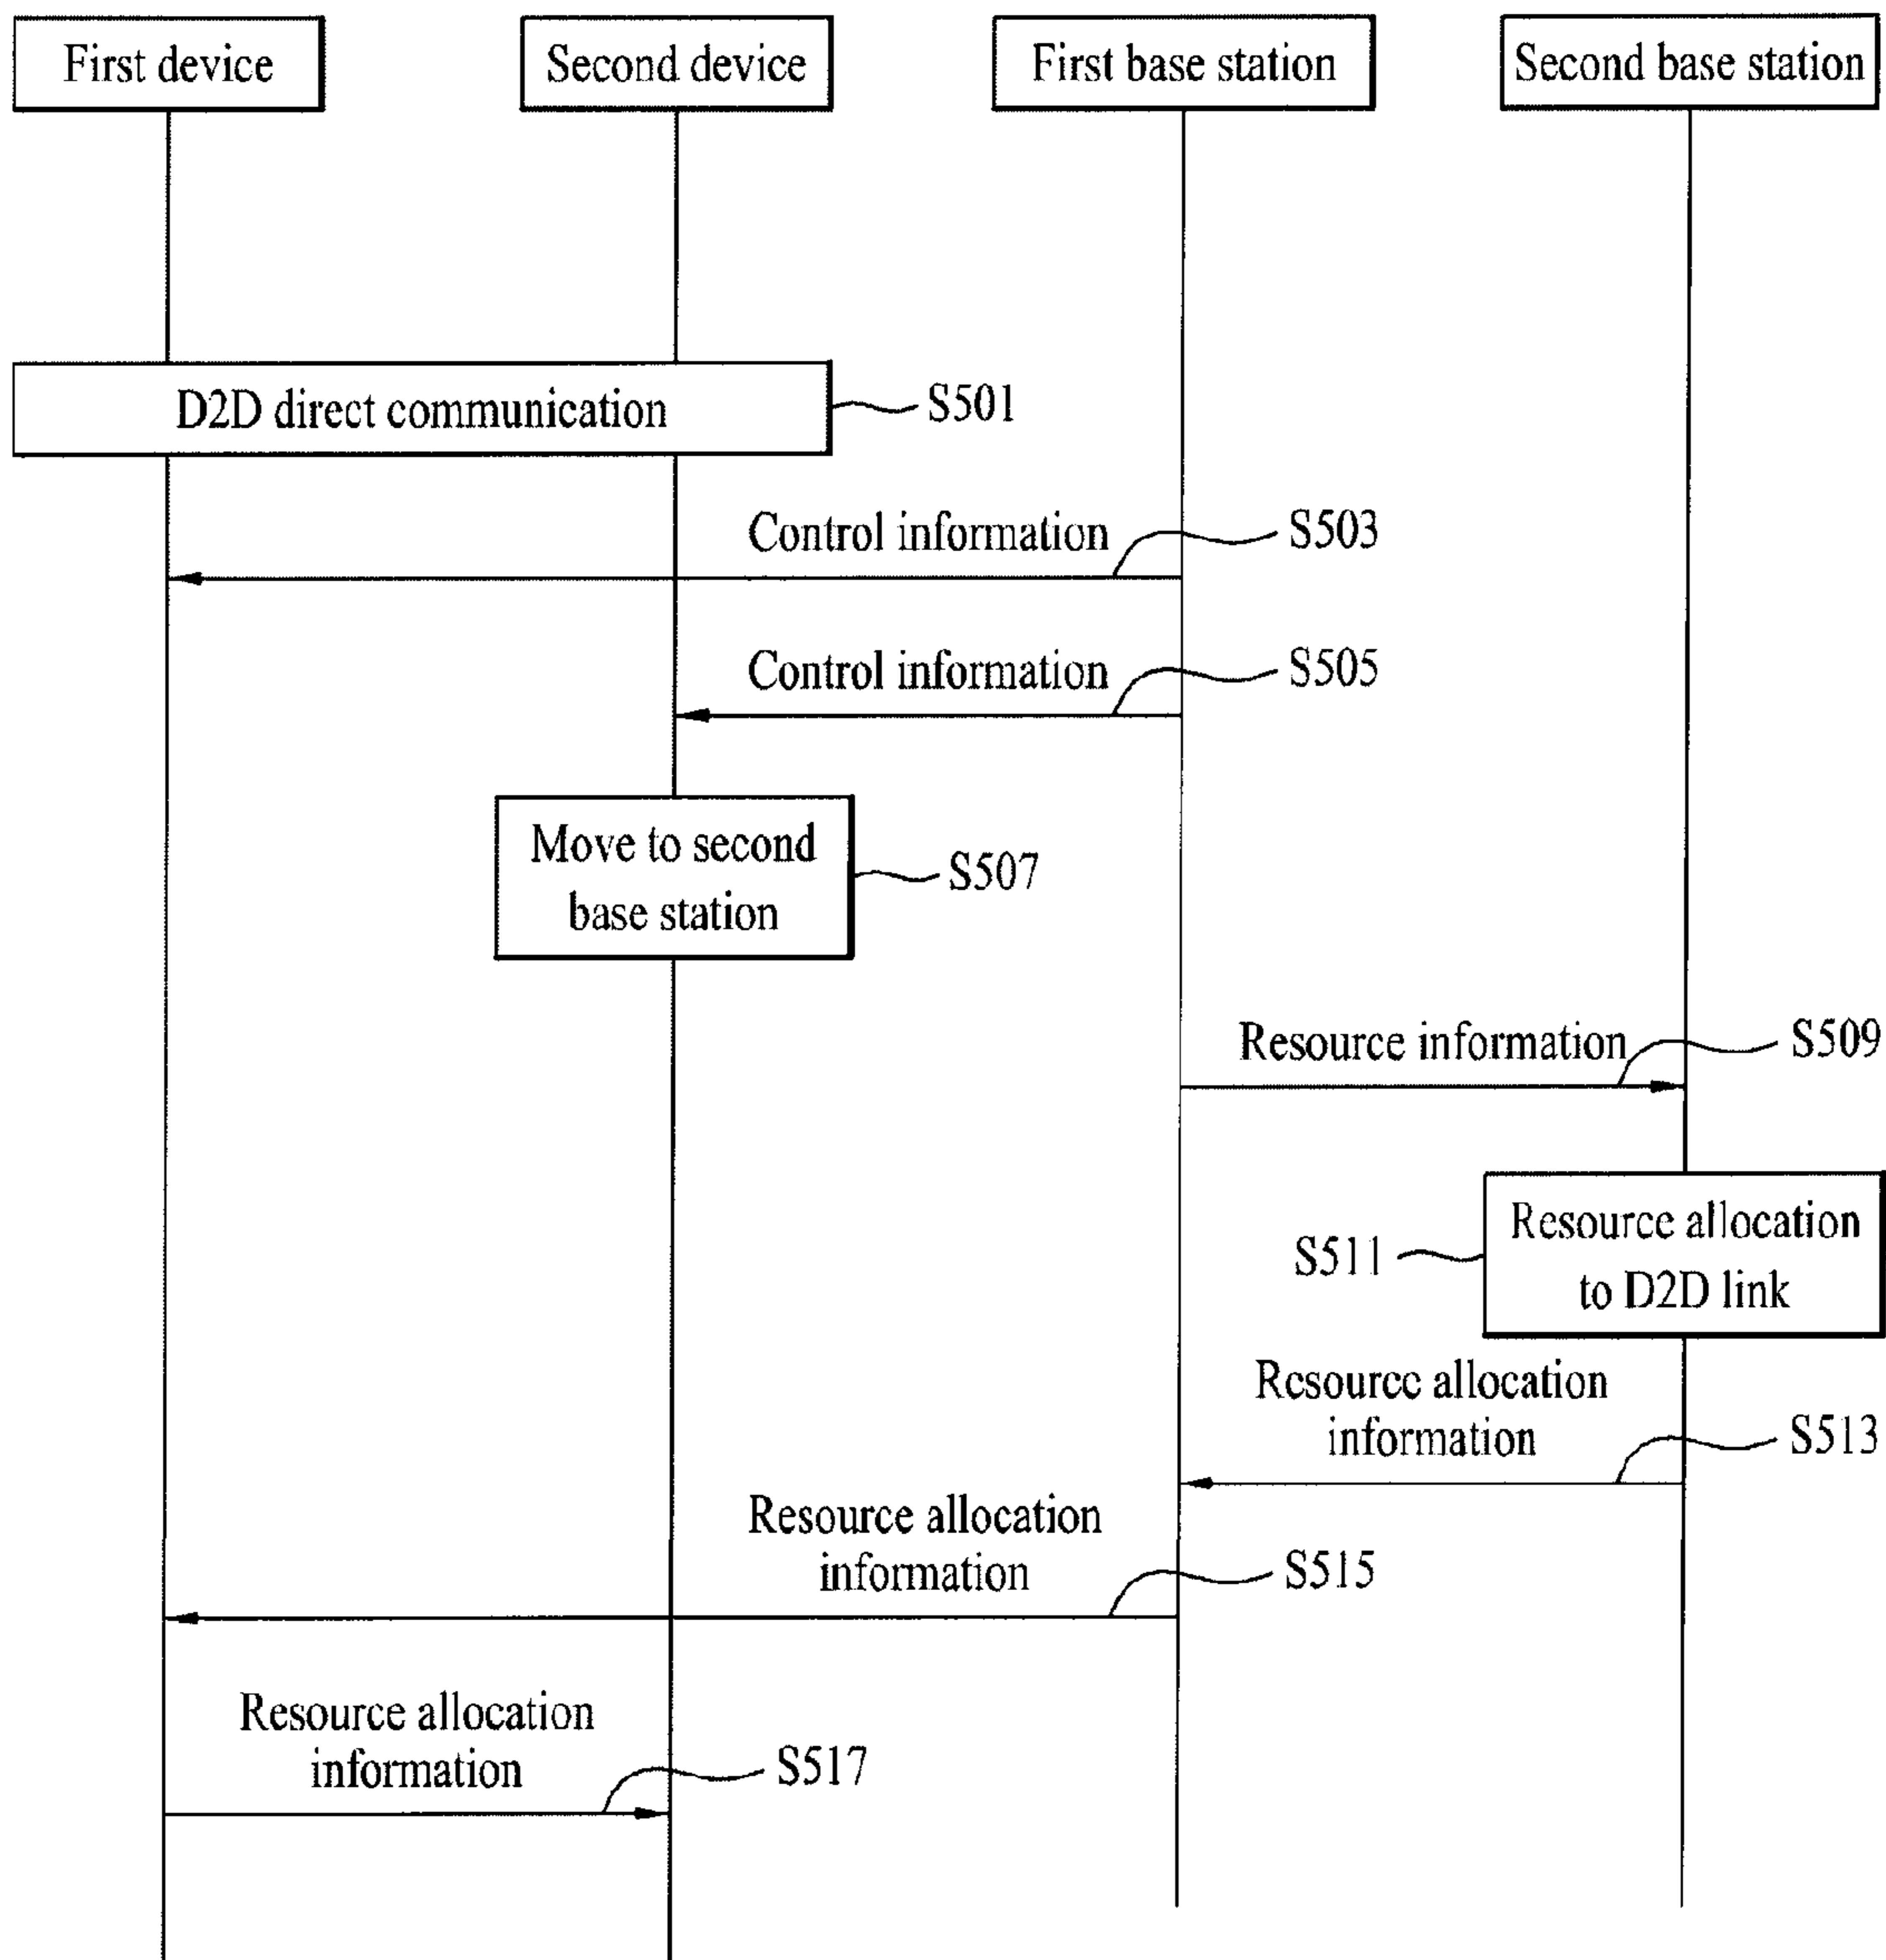 First device
Second device
First base station
Second base station
D2D direct communication
S501
Control information
S503
Control information
S505
Move to second
base station
S507
Resource information
S509
Resource allocation
to D2D link
S511
Resource allocation
information
S513
Resource allocation
information
S515
Resource allocation
information
S517